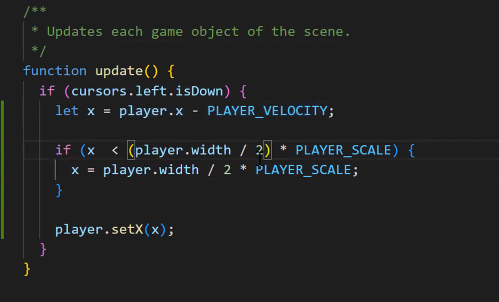 /**
 * Updates each game object of the scene.
 */
function update() {
  if (cursors.left.isDown) {
    let x = player.x - PLAYER_VELOCITY;

    if (x  < (player.width / 2) * PLAYER_SCALE) {
      x = player.width / 2 * PLAYER_SCALE;
    }

    player.setX(x);
  }
}